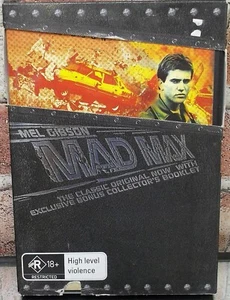 MEL GIBSON
MAD MAX
THE CLASSIC ORIGINAL NOW WITH
EXCLUSIVE BONUS COLLECTOR'S BOOKLET
R 18+
RESTRICTED
High level
violence